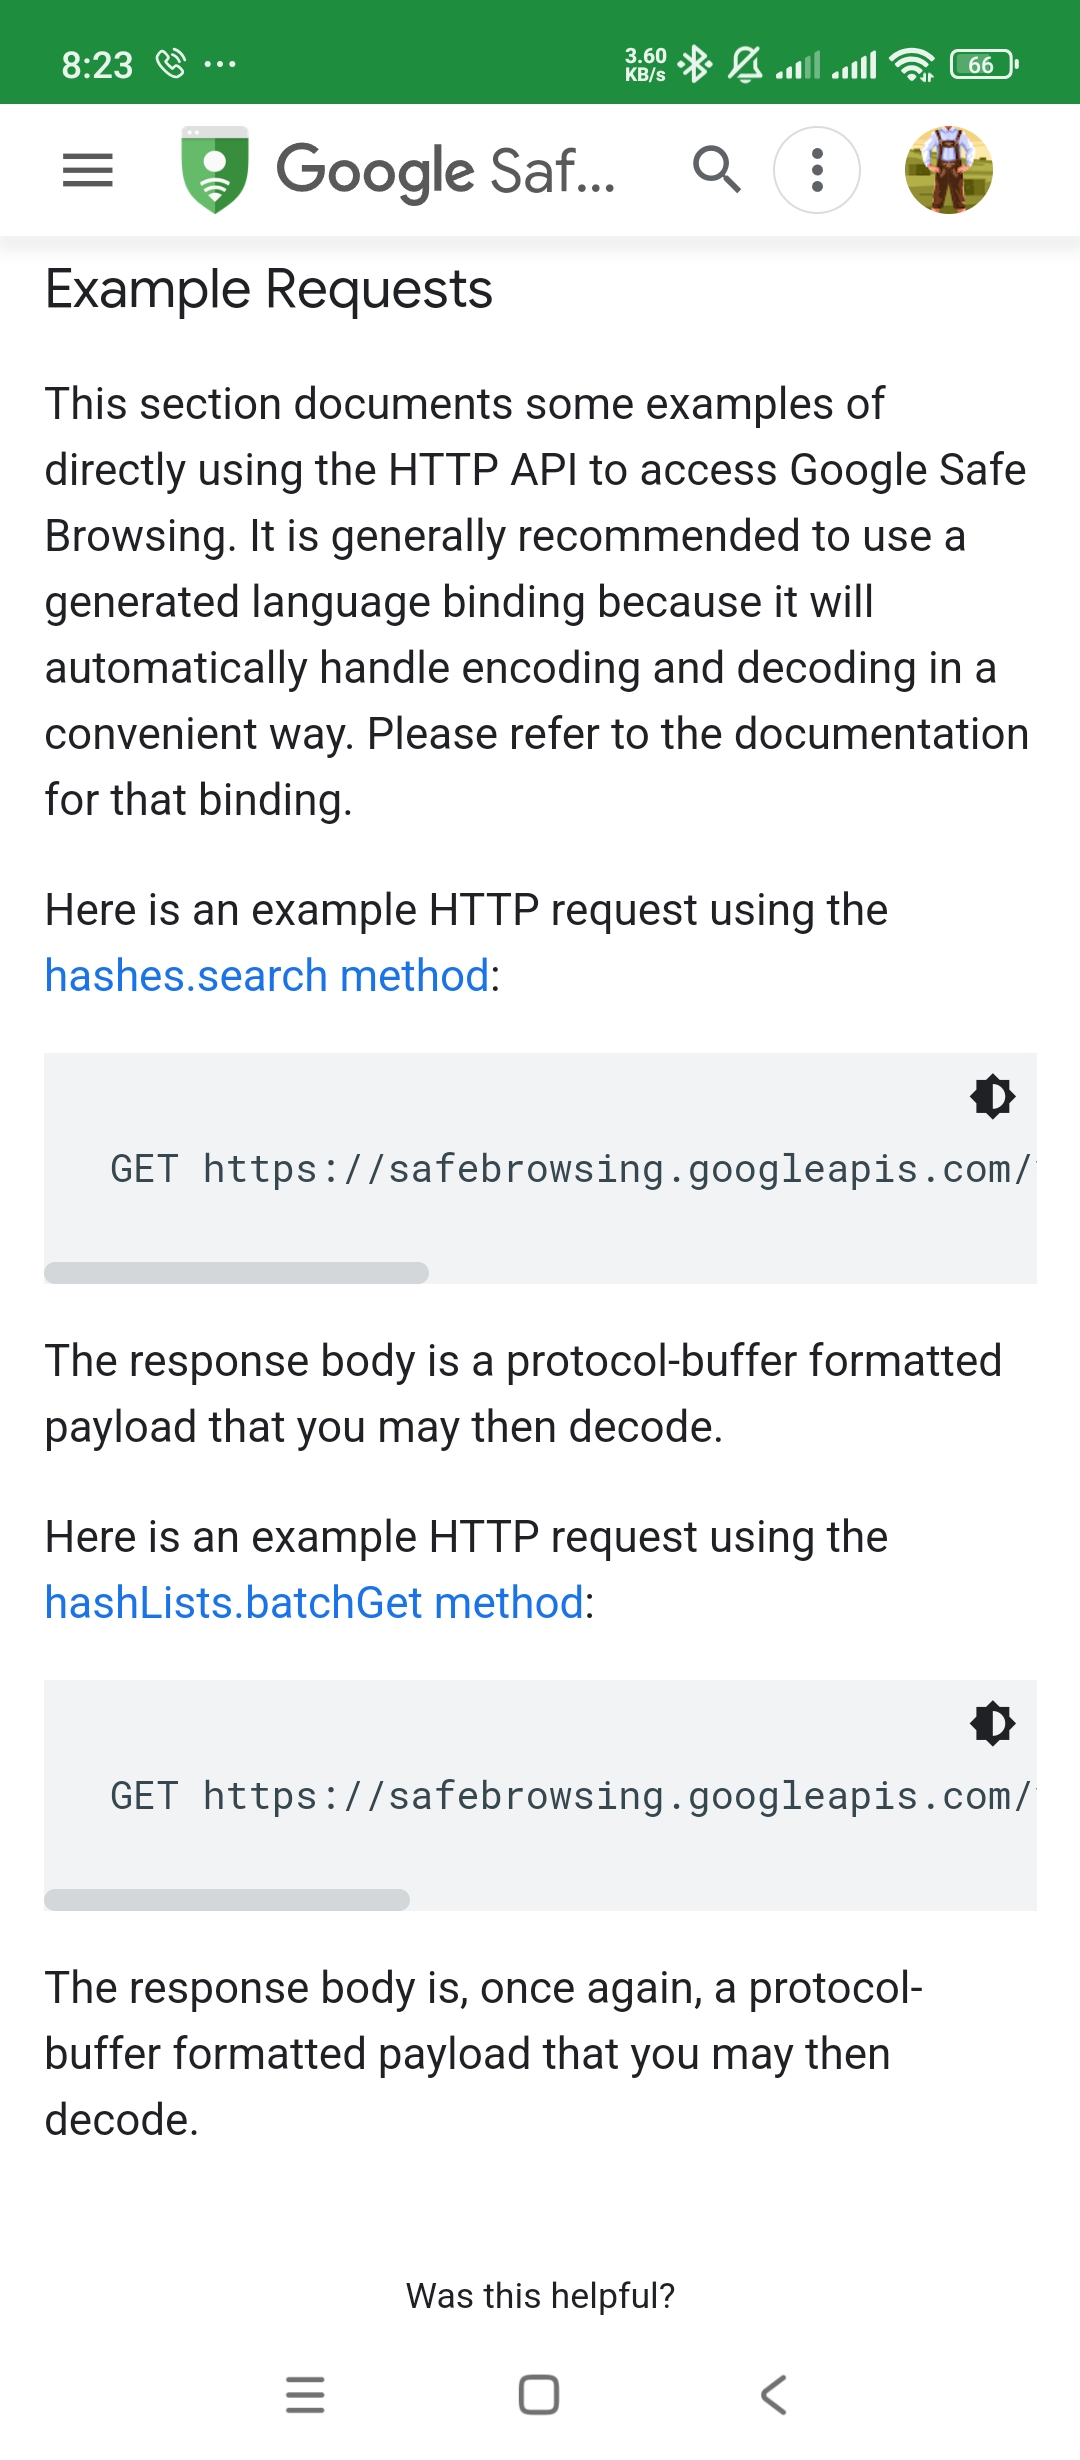 8:23 ... 3.60 KB/s 66
Google Saf...
Example Requests
This section documents some examples of
directly using the HTTP API to access Google Safe
Browsing. It is generally recommended to use a
generated language binding because it will
automatically handle encoding and decoding in a
convenient way. Please refer to the documentation
for that binding.
Here is an example HTTP request using the
hashes.search method:
GET https://safebrowsing.googleapis.com/
The response body is a protocol-buffer formatted
payload that you may then decode.
Here is an example HTTP request using the
hashLists.batchGet method:
GET https://safebrowsing.googleapis.com/
The response body is, once again, a protocol-
buffer formatted payload that you may then
decode.
Was this helpful?